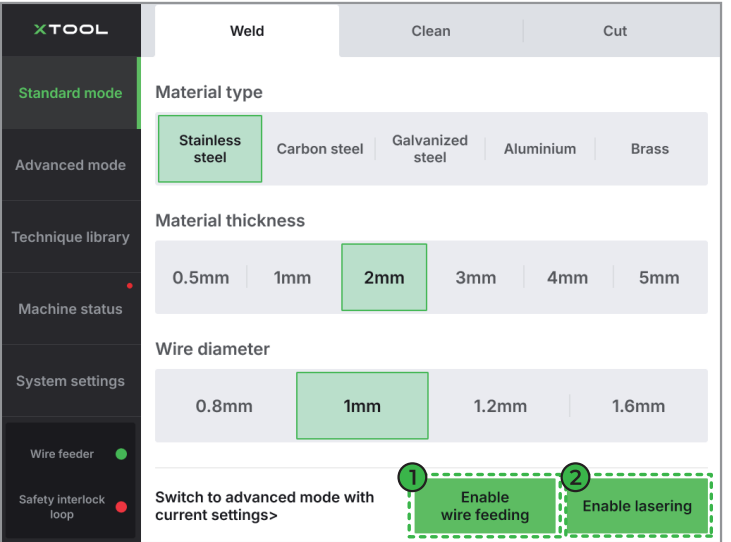 XTOOL
Weld
Clean
Cut
Standard mode
Advanced mode
Technique library
Machine status
System settings
Wire feeder
Safety interlock
loop
Material type
Stainless
steel
Carbon steel
Galvanized
steel
Aluminium
Brass
Material thickness
0.5mm
1mm
2mm
3mm
4mm
5mm
Wire diameter
0.8mm
1mm
1.2mm
1.6mm
Switch to advanced mode with
current settings>
1
Enable
wire feeding
2
Enable lasering